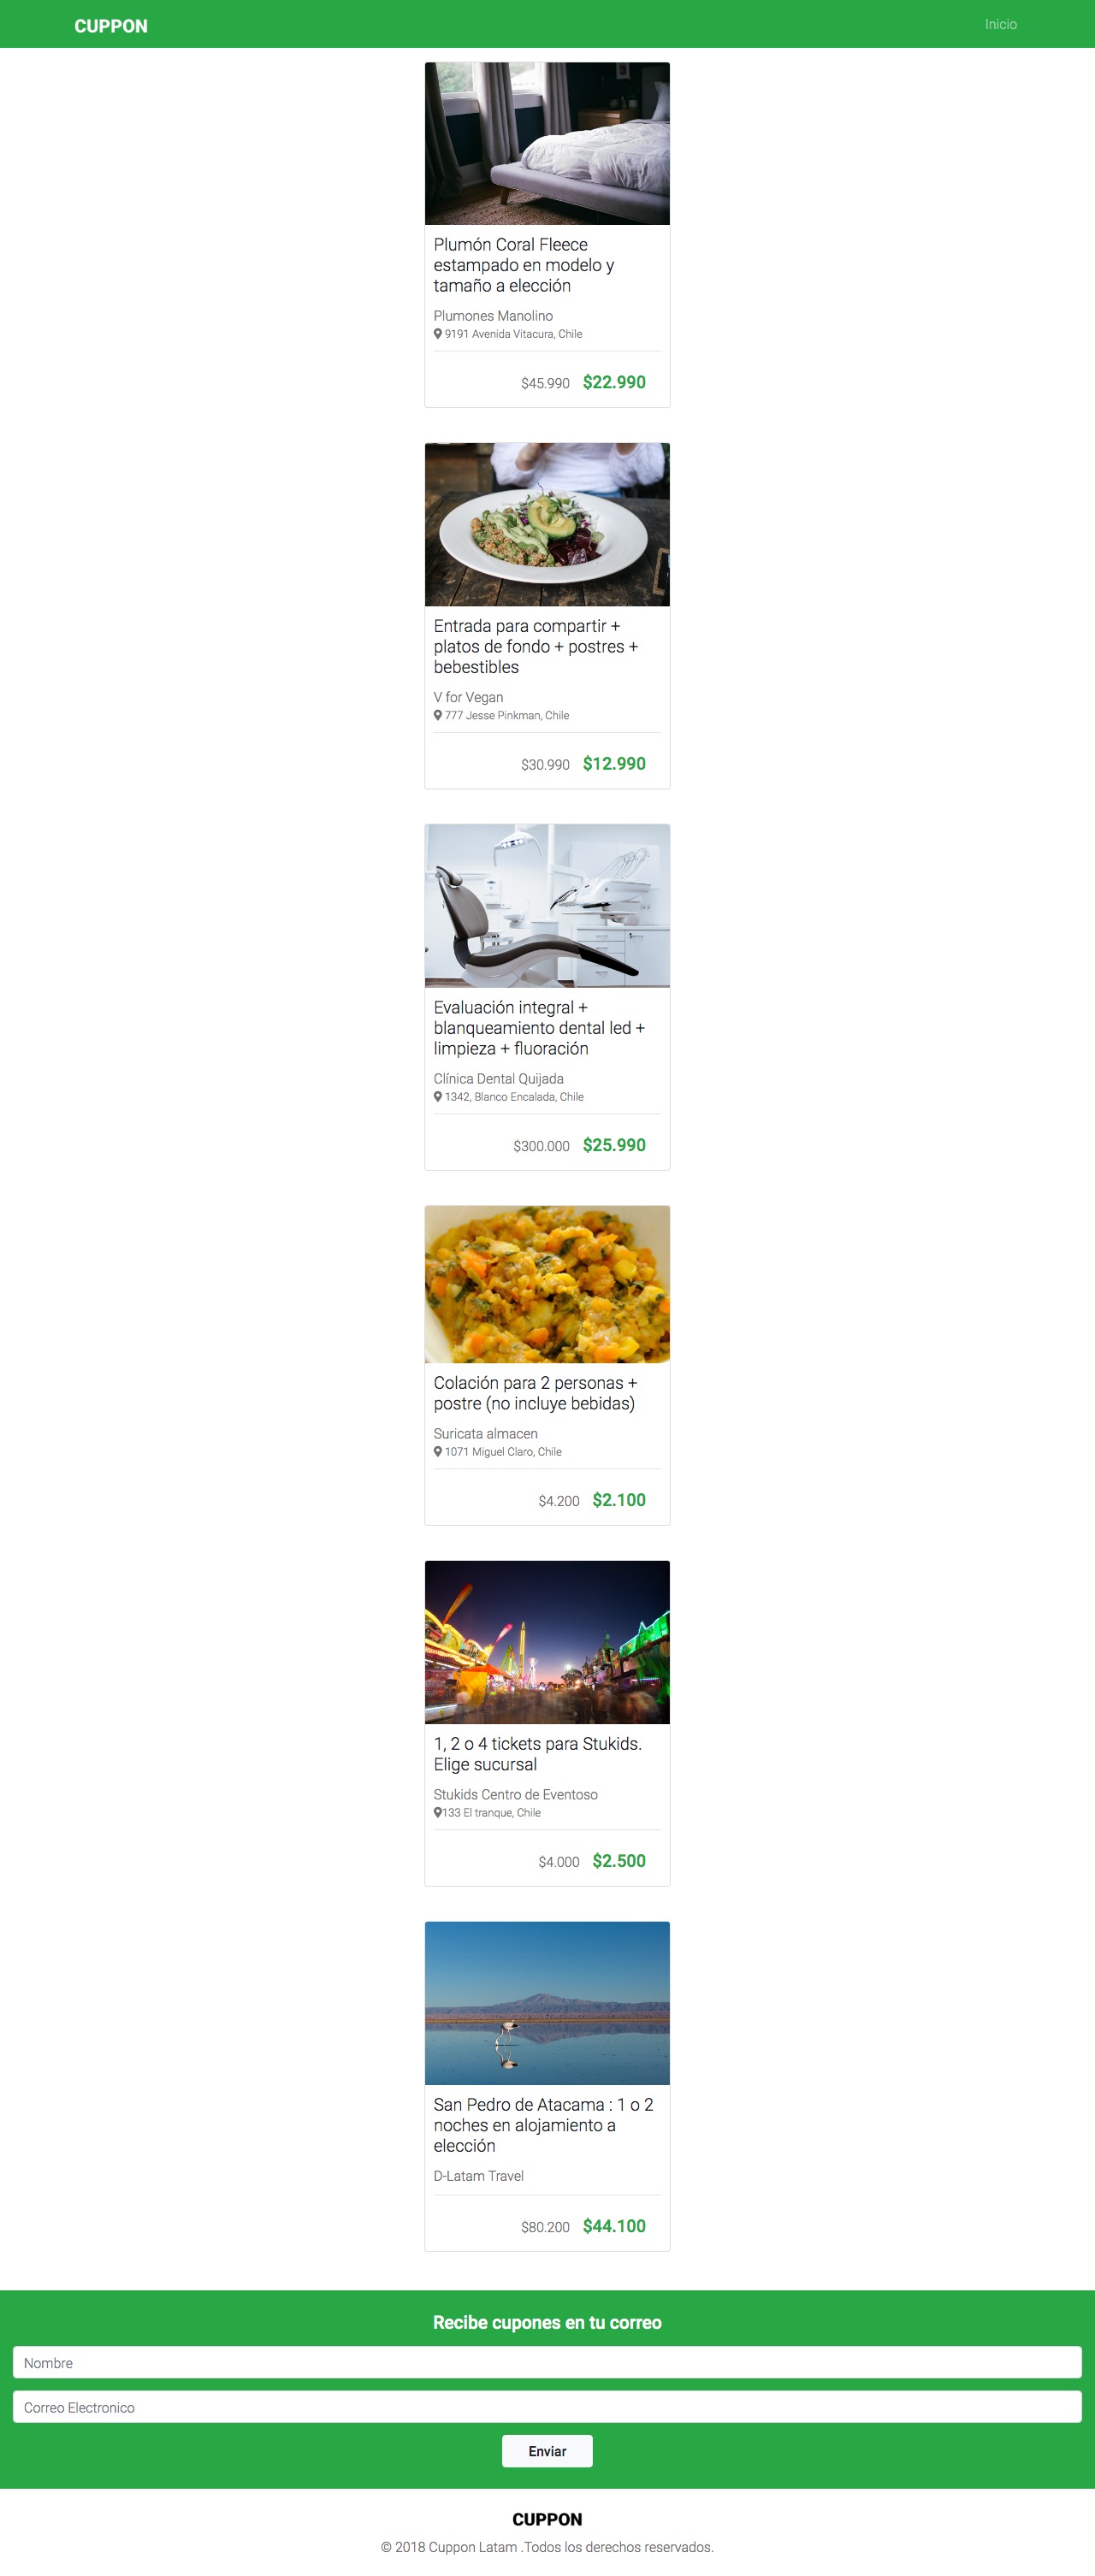 CUPPON
Inicio
Plumón Coral Fleece
estampado en modelo y
tamaño a elección
Plumones Manolino
9191 Avenida Vitacura, Chile
$45.990 $22.990
Entrada para compartir +
platos de fondo + postres +
bebestibles
V for Vegan
777 Jesse Pinkman, Chile
$30.990 $12.990
Evaluación integral +
blanqueamiento dental led +
limpieza + fluoración
Clínica Dental Quijada
1342, Blanco Encalada, Chile
$300.000 $25.990
Colación para 2 personas +
postre (no incluye bebidas)
Suricata almacen
1071 Miguel Claro, Chile
$4.200 $2.100
1, 2 o 4 tickets para Stukids.
Elige sucursal
Stukids Centro de Eventoso
133 El tranque, Chile
$4.000 $2.500
San Pedro de Atacama : 1 o 2
noches en alojamiento a
elección
D-Latam Travel
$80.200 $44.100
Recibe cupones en tu correo
Nombre
Correo Electronico
Enviar
CUPPON
© 2018 Cuppon Latam .Todos los derechos reservados.